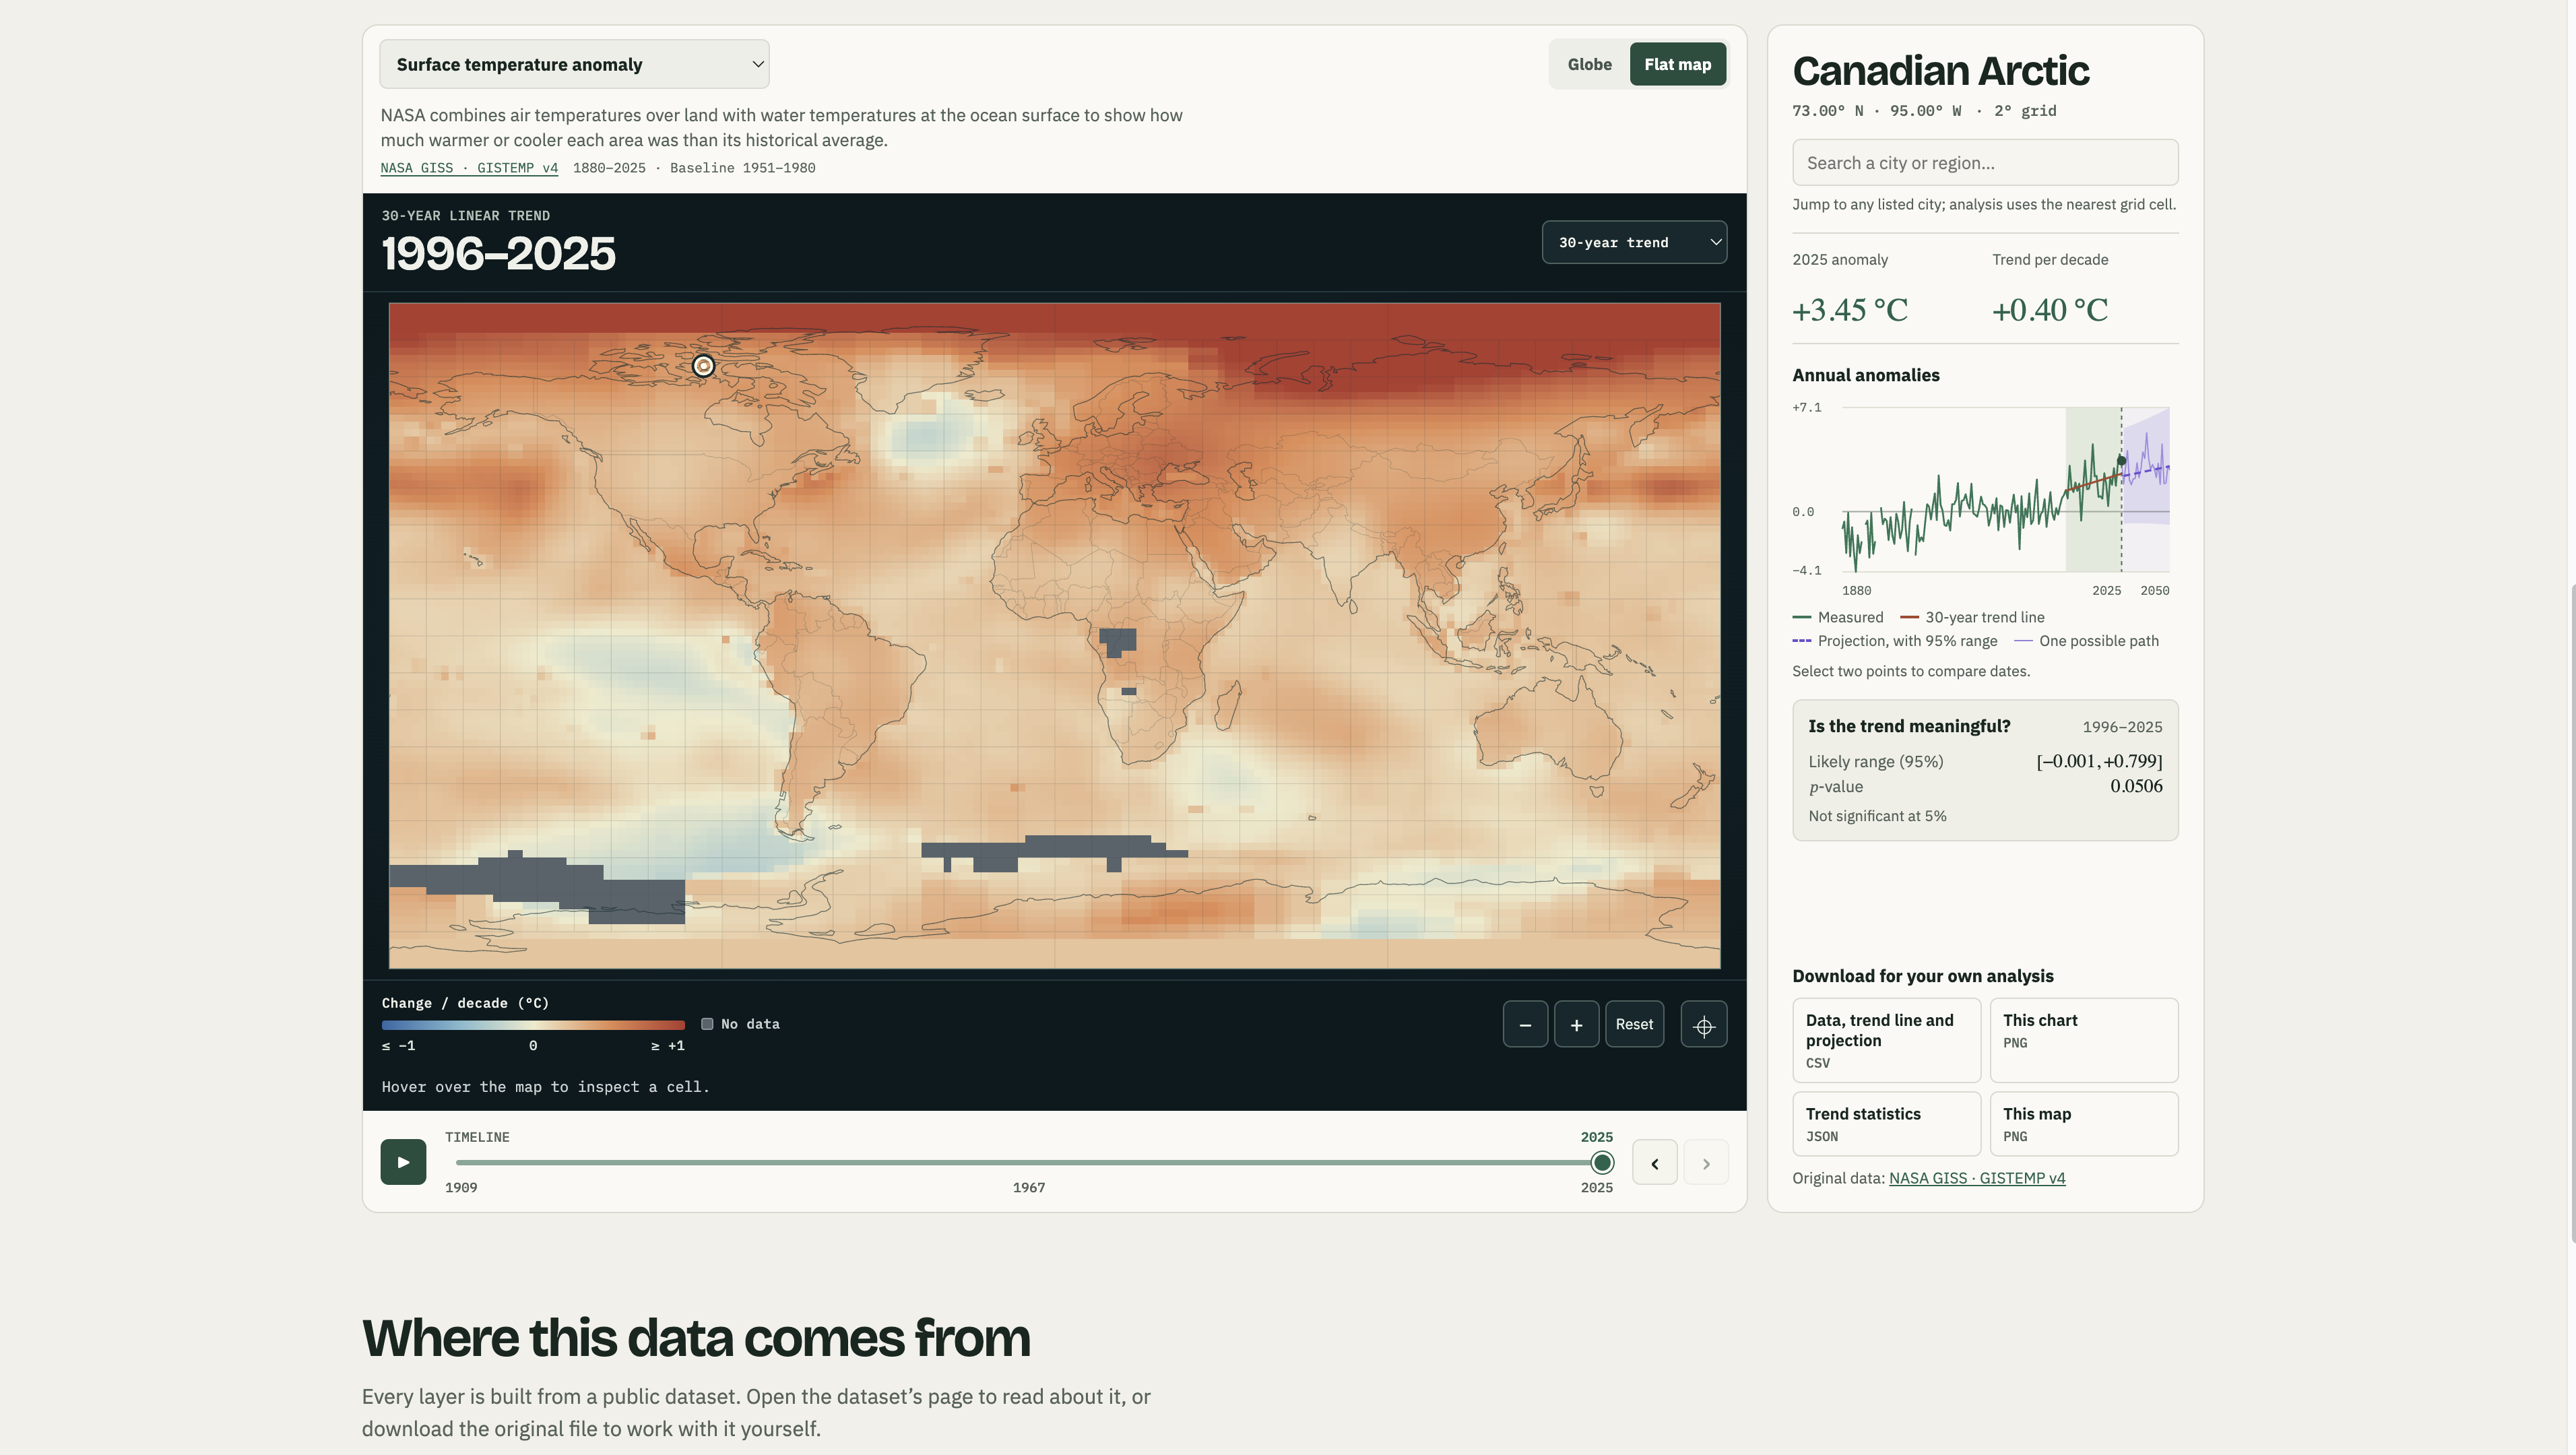 Surface temperature anomaly
Globe
Flat map
NASA combines air temperatures over land with water temperatures at the ocean surface to show how
much warmer or cooler each area was than its historical average.
NASA GISS · GISTEMP v4 1880–2025 · Baseline 1951–1980
30-YEAR LINEAR TREND
1996–2025
30-year trend
Change / decade (°C)
No data
≤ −1
0
≥ +1
−
+
Reset
Hover over the map to inspect a cell.
TIMELINE
2025
1909
1967
2025
Canadian Arctic
73.00° N · 95.00° W · 2° grid
Search a city or region…
Jump to any listed city; analysis uses the nearest grid cell.
2025 anomaly
Trend per decade
+3.45 °C
+0.40 °C
Annual anomalies
+7.1
0.0
−4.1
1880
2025
2050
Measured
30-year trend line
Projection, with 95% range
One possible path
Select two points to compare dates.
Is the trend meaningful?
1996–2025
Likely range (95%)
[−0.001, +0.799]
p-value
0.0506
Not significant at 5%
Download for your own analysis
Data, trend line and
projection
CSV
This chart
PNG
Trend statistics
JSON
This map
PNG
Original data: NASA GISS · GISTEMP v4
Where this data comes from
Every layer is built from a public dataset. Open the dataset’s page to read about it, or
download the original file to work with it yourself.